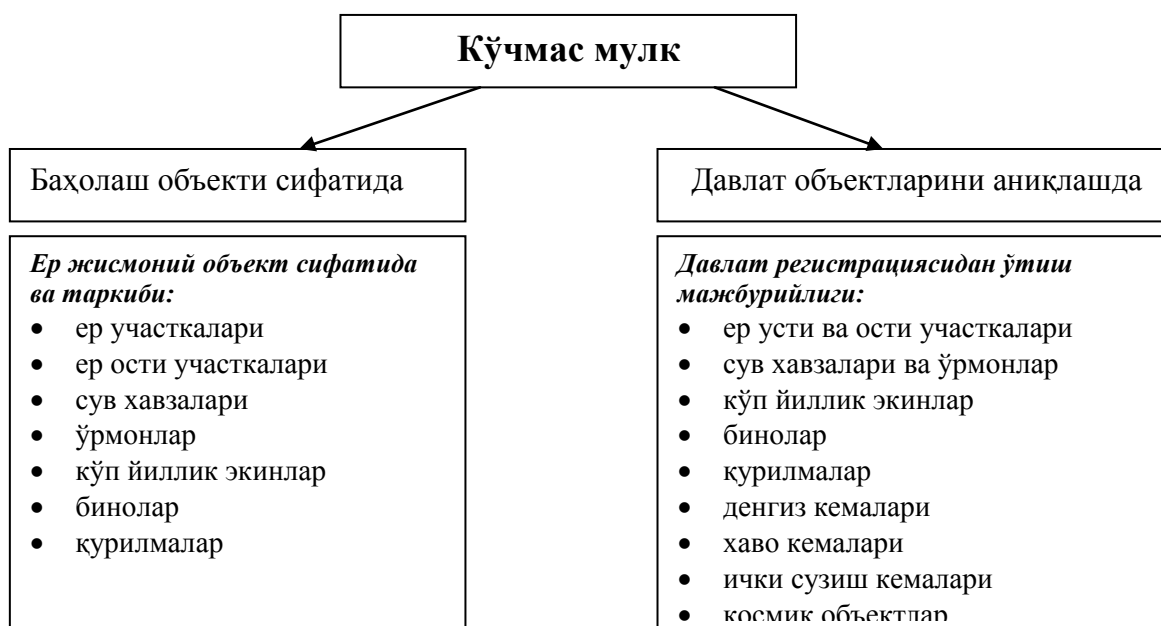 Кўчмас мулк
Баҳолаш объекти сифатида
Ер жисмоний объект сифатида
ва таркиби:
• ер участкалари
• ер ости участкалари
• сув хавзалари
• ўрмонлар
• кўп йиллик экинлар
• бинолар
• қурилмалар
Давлат объектларини аниқлашда
Давлат регистрациясидан ўтиш
мажбурийлиги:
• ер усти ва ости участкалари
• сув хавзалари ва ўрмонлар
• кўп йиллик экинлар
• бинолар
• қурилмалар
• денгиз кемалари
• хаво кемалари
• ички сузиш кемалари
• космик объектлар